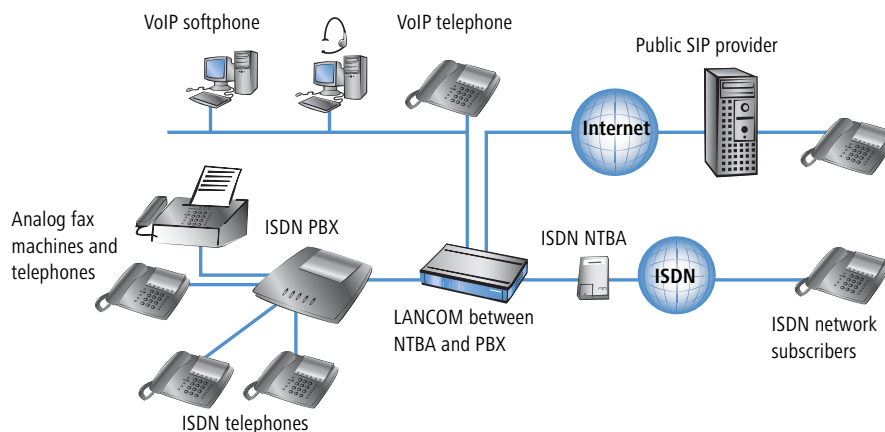 VoIP softphone
VoIP telephone
Public SIP provider
Internet
Analog fax
machines and
telephones
ISDN PBX
ISDN NTBA
ISDN
LANCOM between
NTBA and PBX
ISDN network
subscribers
ISDN telephones